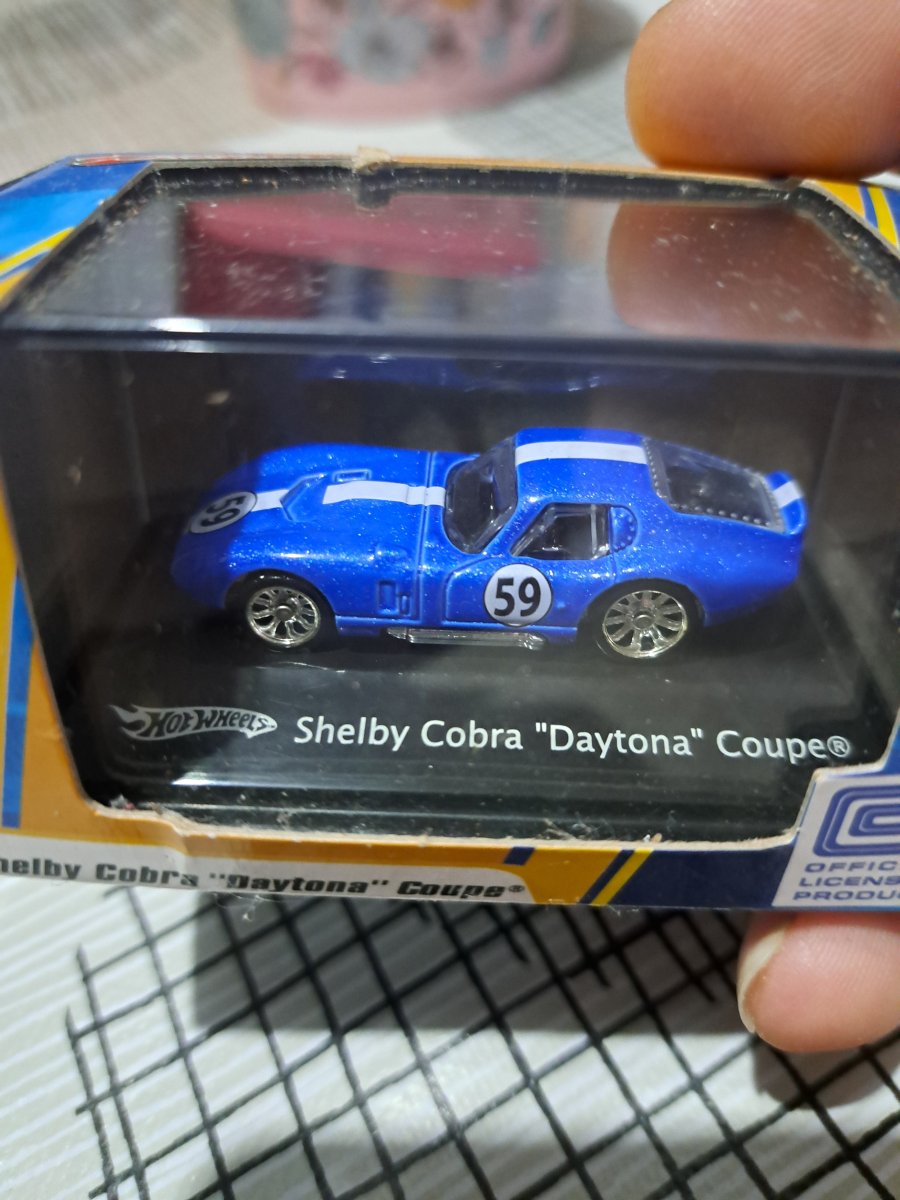 59
59
HOT WHEELS
Shelby Cobra "Daytona" Coupe®
helby Cobra "Daytona" Coupe®
OFFIC
LICENS
PRODU